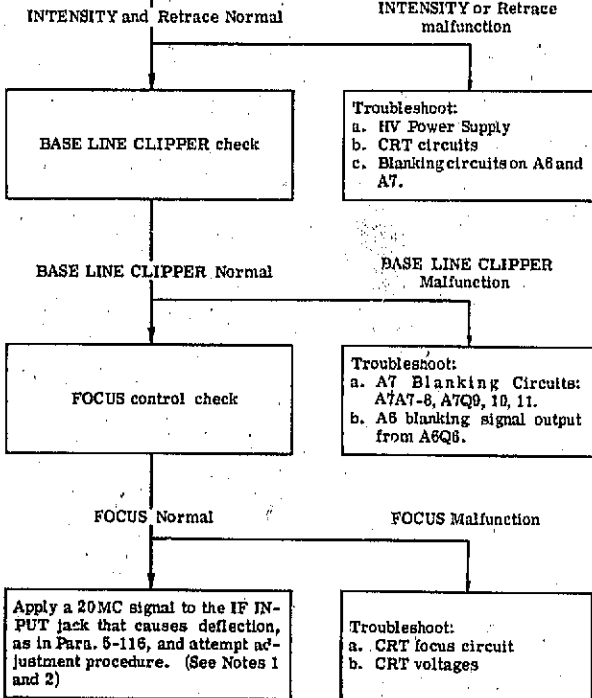 INTENSITY and Retrace Normal
INTENSITY or Retrace
malfunction
BASE LINE CLIPPER check
Troubleshoot:
a. HV Power Supply
b. CRT circuits
c. Blanking circuits on A6 and
A7.
BASE LINE CLIPPER Normal
BASE LINE CLIPPER
Malfunction
FOCUS control check
Troubleshoot:
a. A7 Blanking Circuits:
A7A7-8, A7Q9, 10, 11.
b. A6 blanking signal output
from A6Q6.
FOCUS Normal
FOCUS Malfunction
Apply a 20MC signal to the IF IN-
PUT jack that causes deflection,
as in Para. 5-116, and attempt ad-
justment procedure. (See Notes 1
and 2)
Troubleshoot:
a. CRT focus circuit
b. CRT voltages